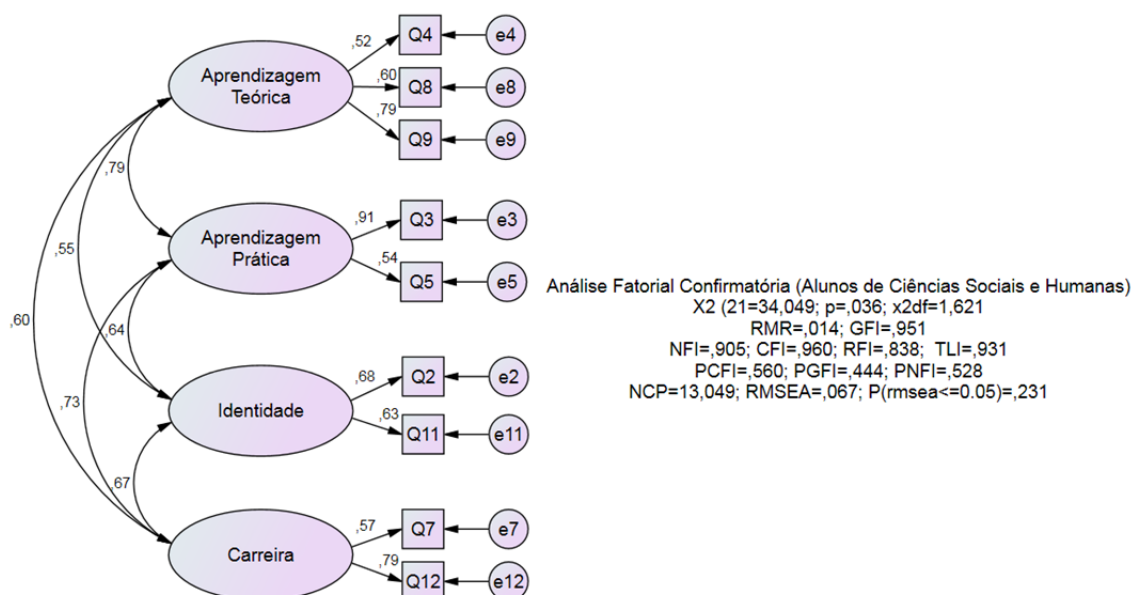 ,52
Q4
e4
Aprendizagem
Teórica
,60
Q8
e8
,79
Q9
e9
,79
,91
Q3
e3
Aprendizagem
Prática
,54
Q5
e5
,55
,60
,64
,68
Q2
e2
Identidade
,63
Q11
e11
,73
,67
,57
Q7
e7
Carreira
,79
Q12
e12
Análise Fatorial Confirmatória (Alunos de Ciências Sociais e Humanas)
X2 (21=34,049; p=,036; x2df=1,621
RMR=,014; GFI=,951
NFI=,905; CFI=,960; RFI=,838; TLI=,931
PCFI=,560; PGFI=,444; PNFI=,528
NCP=13,049; RMSEA=,067; P(rmsea<=0.05)=,231